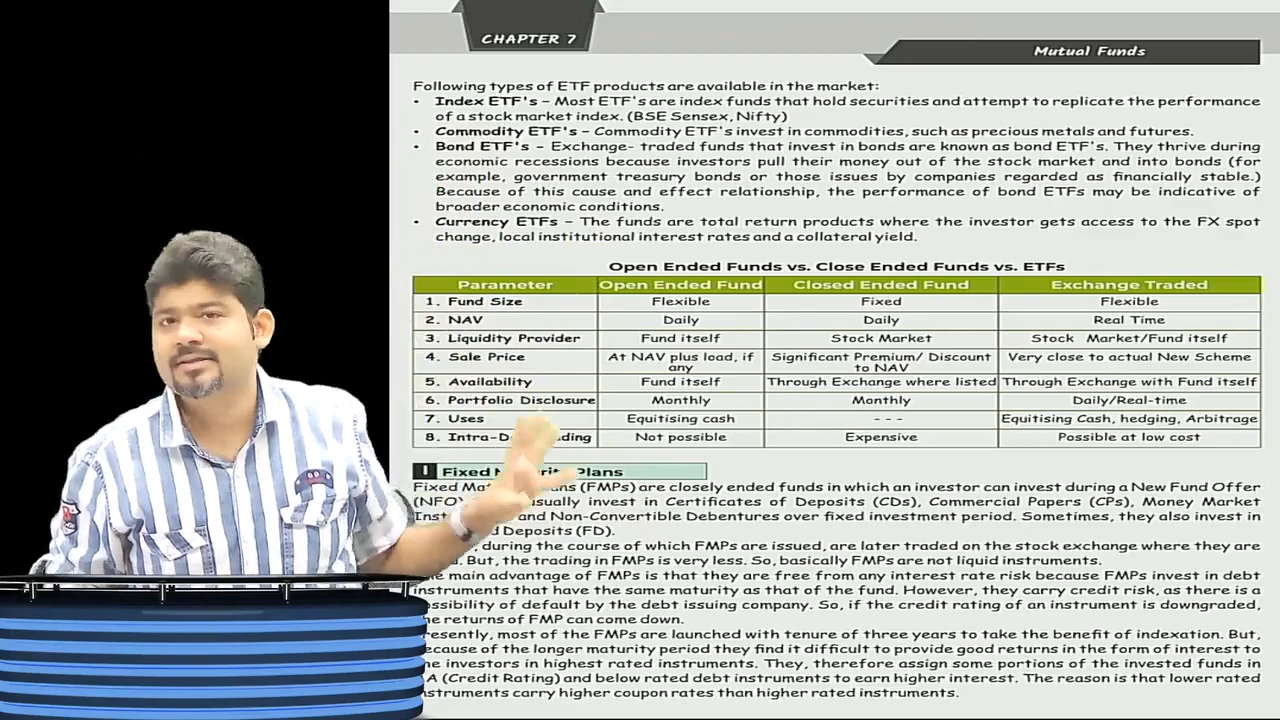 CHAPTER 7
Mutual Funds
Following types of ETF products are available in the market:
• Index ETF's – Most ETF's are index funds that hold securities and attempt to replicate the performance
of a stock market index. (BSE Sensex, Nifty)
• Commodity ETF's – Commodity ETF's invest in commodities, such as precious metals and futures.
• Bond ETF's – Exchange- traded funds that invest in bonds are known as bond ETF's. They thrive during
economic recessions because investors pull their money out of the stock market and into bonds (for
example, government treasury bonds or those issues by companies regarded as financially stable.)
Because of this cause and effect relationship, the performance of bond ETFs may be indicative of
broader economic conditions.
• Currency ETFs – The funds are total return products where the investor gets access to the FX spot
change, local institutional interest rates and a collateral yield.
Open Ended Funds vs. Close Ended Funds vs. ETFs
Parameter Open Ended Fund Closed Ended Fund Exchange Traded
1. Fund Size Flexible Fixed Flexible
2. NAV Daily Daily Real Time
3. Liquidity Provider Fund itself Stock Market Stock Market/Fund itself
4. Sale Price At NAV plus load, if any Significant Premium/ Discount to NAV Very close to actual New Scheme
5. Availability Fund itself Through Exchange where listed Through Exchange with Fund itself
6. Portfolio Disclosure Monthly Monthly Daily/Real-time
7. Uses Equitising cash - - - Equitising Cash, hedging, Arbitrage
8. Not possible Expensive Possible at low cost
I Fixed Plans
Fixed (FMPs) are closely ended funds in which an investor can invest during a New Fund Offer
(NFO) usually invest in Certificates of Deposits (CDs), Commercial Papers (CPs), Money Market
and Non-Convertible Debentures over fixed investment period. Sometimes, they also invest in
Deposits (FD).
during the course of which FMPs are issued, are later traded on the stock exchange where they are
But, the trading in FMPs is very less. So, basically FMPs are not liquid instruments.
main advantage of FMPs is that they are free from any interest rate risk because FMPs invest in debt
instruments that have the same maturity as that of the fund. However, they carry credit risk, as there is a
possibility of default by the debt issuing company. So, if the credit rating of an instrument is downgraded,
the returns of FMP can come down.
Presently, most of the FMPs are launched with tenure of three years to take the benefit of indexation. But,
because of the longer maturity period they find it difficult to provide good returns in the form of interest to
the investors in highest rated instruments. They, therefore assign some portions of the invested funds in
(Credit Rating) and below rated debt instruments to earn higher interest. The reason is that lower rated
instruments carry higher coupon rates than higher rated instruments.